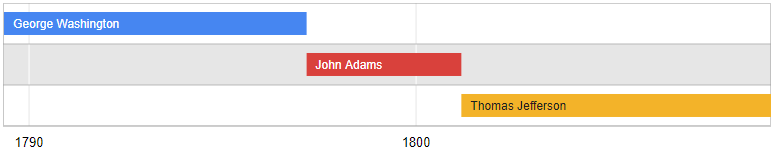 George Washington
John Adams
Thomas Jefferson
1790 1800